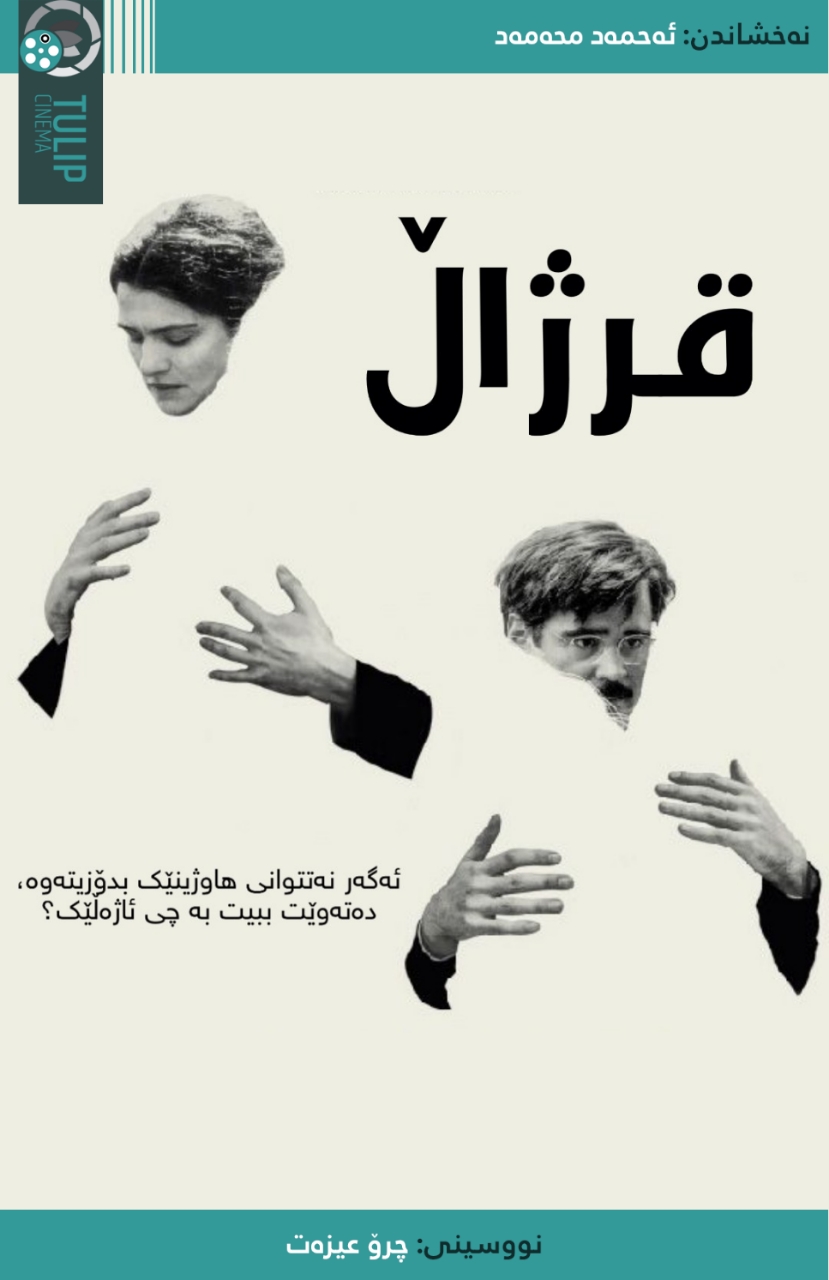 نەخشاندن: ئەحمەد محەمەد
TULIP
CINEMA
قرژاڵ
ئەگەر نەتتوانی هاوژینێک بدۆزیتەوە،
دەتەوێت ببیت بە چی ئاژەڵێک؟
نووسینی: چرۆ عیزەت